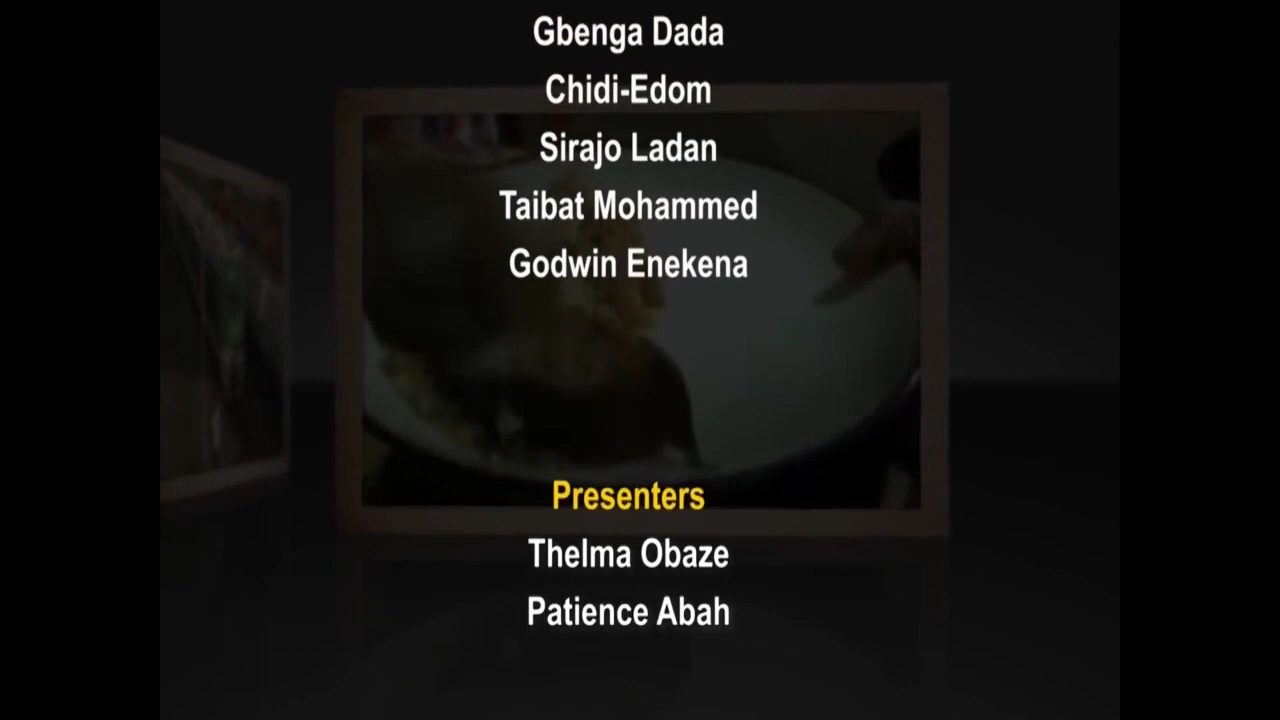 Gbenga Dada
Chidi-Edom
Sirajo Ladan
Taibat Mohammed
Godwin Enekena
Presenters
Thelma Obaze
Patience Abah